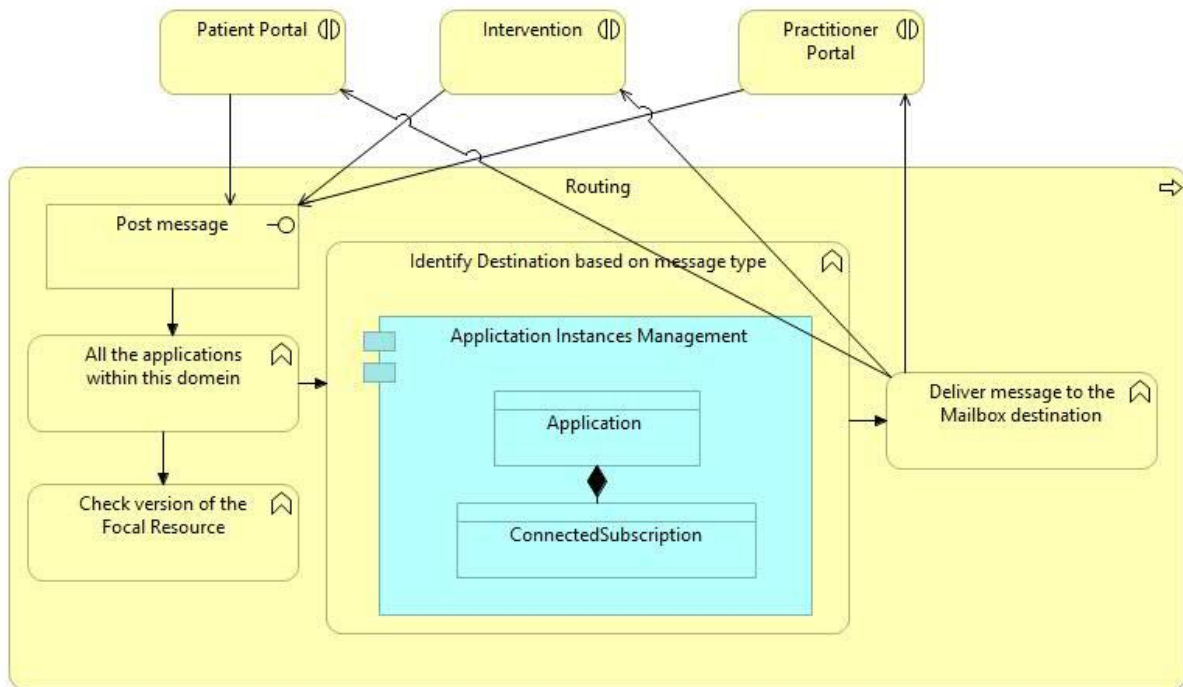 Patient Portal
Intervention
Practitioner
Portal
Routing
Post message
Identify Destination based on message type
Applictation Instances Management
All the applications
within this domein
Application
Deliver message to the
Mailbox destination
Check version of the
Focal Resource
ConnectedSubscription